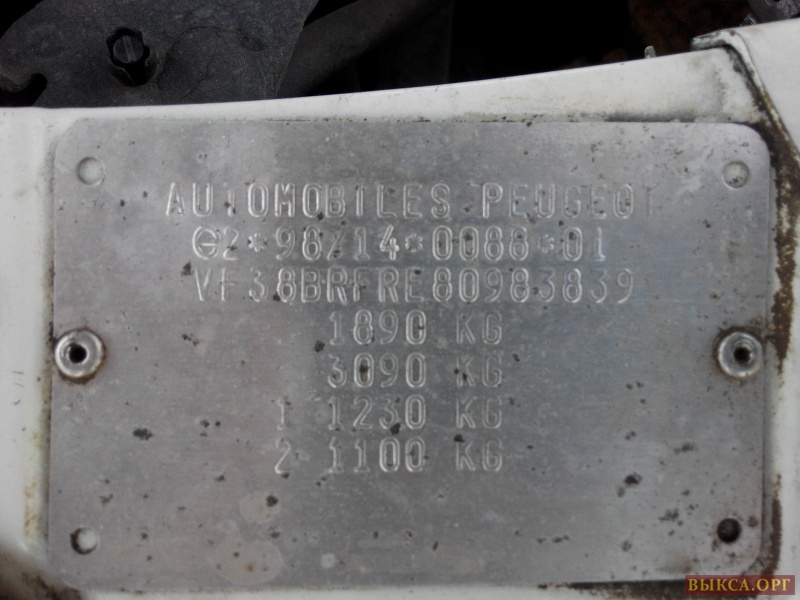 AUTOMOBILES PEUGEOT
e2*98/14*0088*01
VF38BRFRE80983839
1890 KG
3090 KG
1 1230 KG
2 1100 KG
ВЫКСА.ОРГ